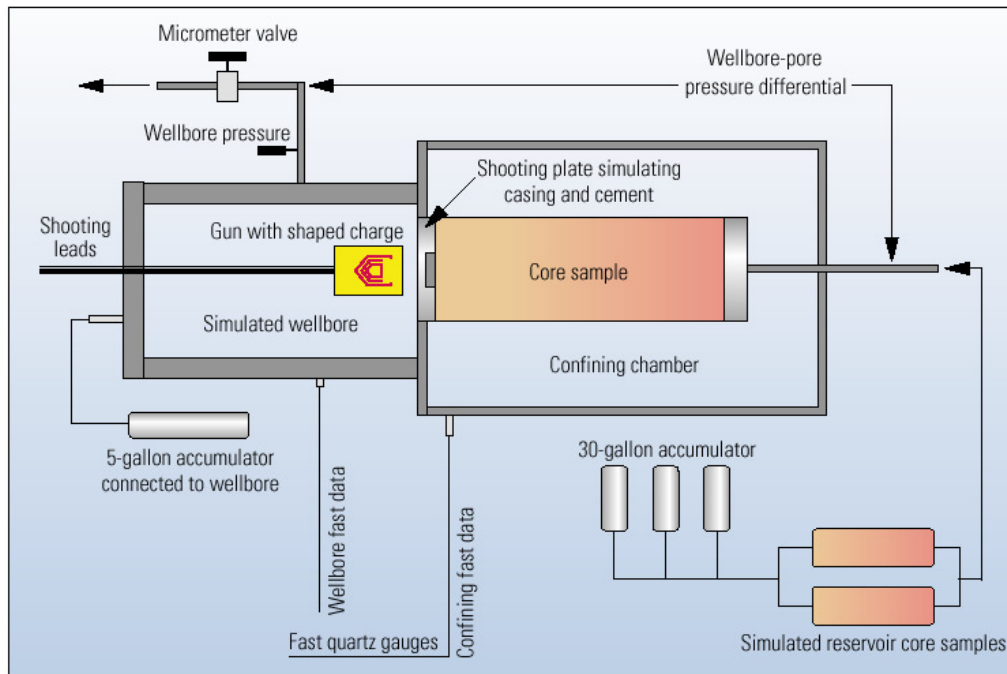 Micrometer valve
Wellbore-pore
pressure differential
Wellbore pressure
Shooting plate simulating
casing and cement
Shooting
leads
Gun with shaped charge
Core sample
Simulated wellbore
Confining chamber
5-gallon accumulator
connected to wellbore
30-gallon accumulator
Wellbore fast data
Confining fast data
Fast quartz gauges
Simulated reservoir core samples